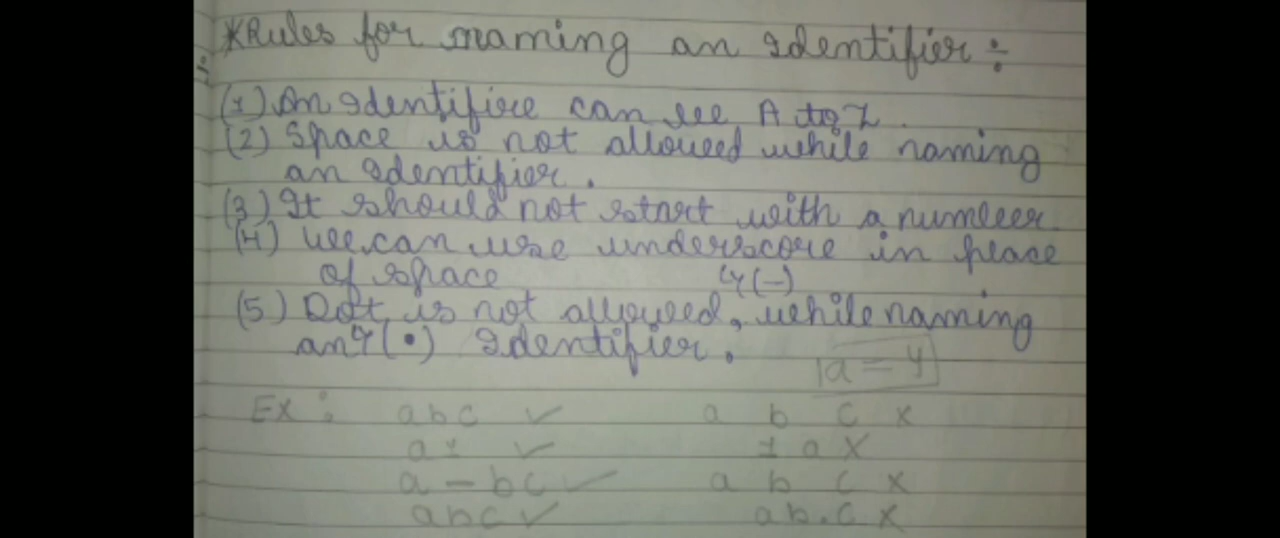 *Rules for naming an Identifier ÷
(1) An Identifire can be A to Z.
(2) Space is not allowed while naming
an Identifier.
(3) It should not start with a number.
(4) we can use underscore in place
of space ↳(-)
(5) Dot is not allowed, while naming
an ↳(•) Identifier.
a = 4
Ex: abc ✓ a b c x
a1 ✓ 1 a x
a - bc ✓ a b c x
abc ✓ ab.c x